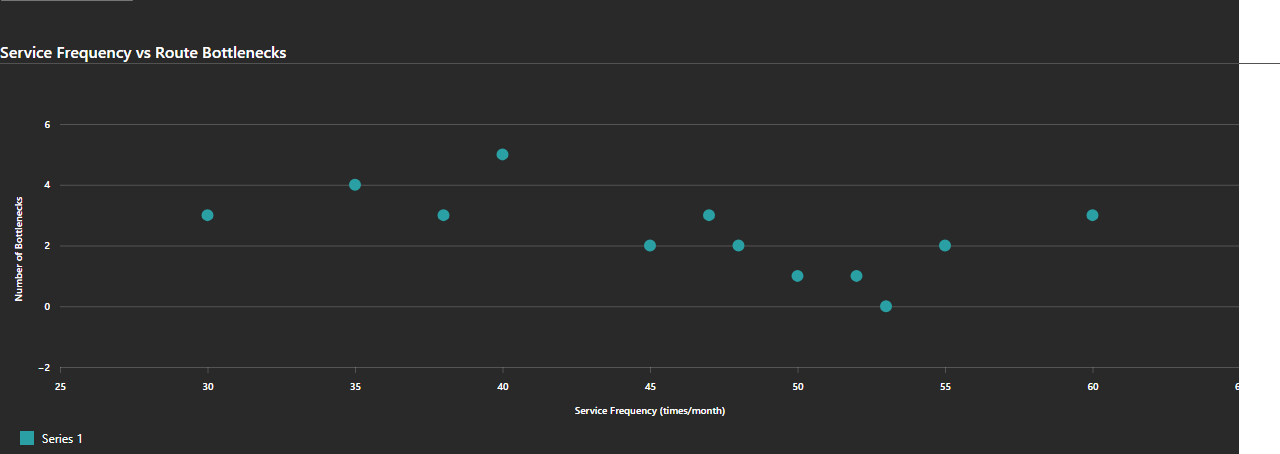 Service Frequency vs Route Bottlenecks
6
4
2
0
−2
Number of Bottlenecks
25 30 35 40 45 50 55 60 6
Service Frequency (times/month)
Series 1